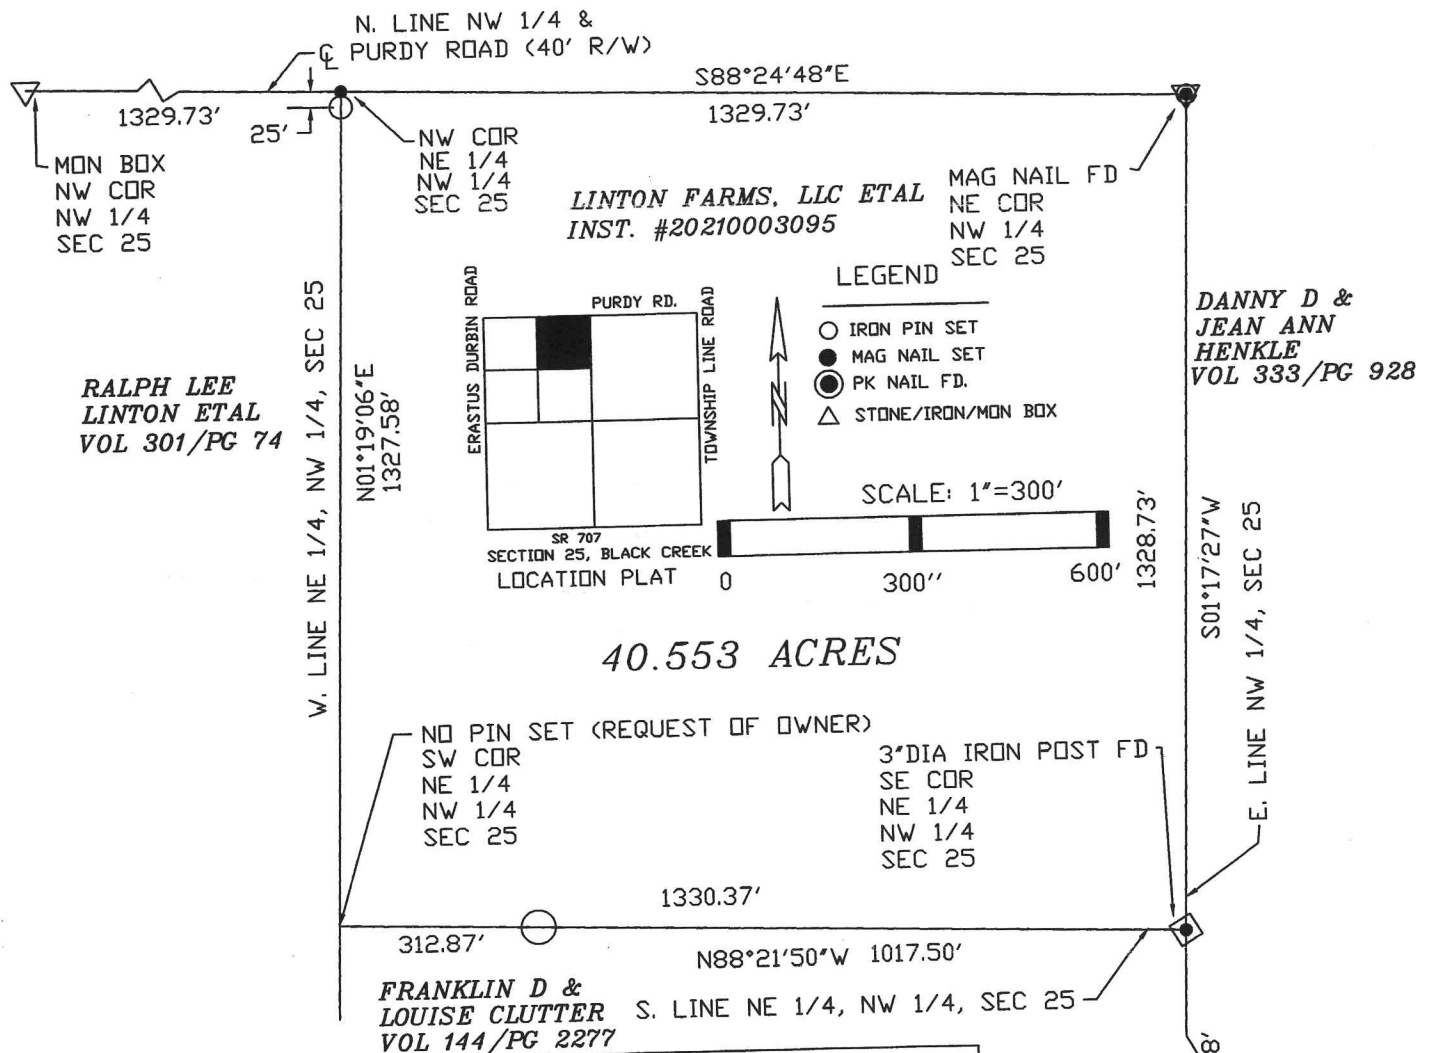 N. LINE NW 1/4 &
℄ PURDY ROAD (40' R/W)
S88°24'48"E
1329.73'
1329.73'
25'
MON BOX
NW COR
NW 1/4
SEC 25
NW COR
NE 1/4
NW 1/4
SEC 25
LINTON FARMS, LLC ETAL
INST. #20210003095
MAG NAIL FD
NE COR
NW 1/4
SEC 25
W. LINE NE 1/4, NW 1/4, SEC 25
RALPH LEE
LINTON ETAL
VOL 301/PG 74
N01°19'06"E
1327.58'
ERASTUS DURBIN ROAD
PURDY RD.
TOWNSHIP LINE ROAD
SR 707
SECTION 25, BLACK CREEK
LOCATION PLAT
N
LEGEND
IRON PIN SET
MAG NAIL SET
PK NAIL FD.
STONE/IRON/MON BOX
SCALE: 1"=300'
0 300'' 600'
DANNY D &
JEAN ANN
HENKLE
VOL 333/PG 928
1328.73'
S01°17'27"W
E. LINE NW 1/4, SEC 25
40.553 ACRES
NO PIN SET (REQUEST OF OWNER)
SW COR
NE 1/4
NW 1/4
SEC 25
3"DIA IRON POST FD
SE COR
NE 1/4
NW 1/4
SEC 25
1330.37'
312.87'
N88°21'50"W 1017.50'
FRANKLIN D &
LOUISE CLUTTER
VOL 144/PG 2277
S. LINE NE 1/4, NW 1/4, SEC 25
8'